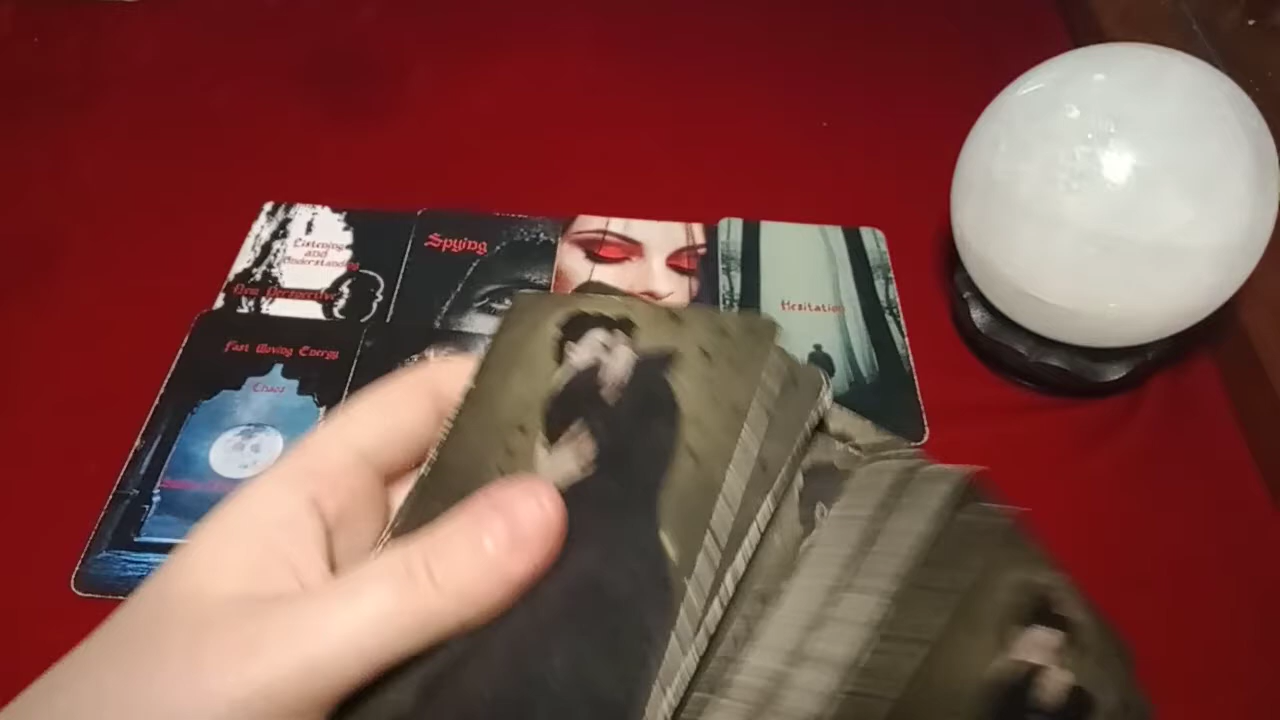 Listening
and
Understanding
New Perspective
Spying
Hesitation
Fast Moving Energy
Chaos